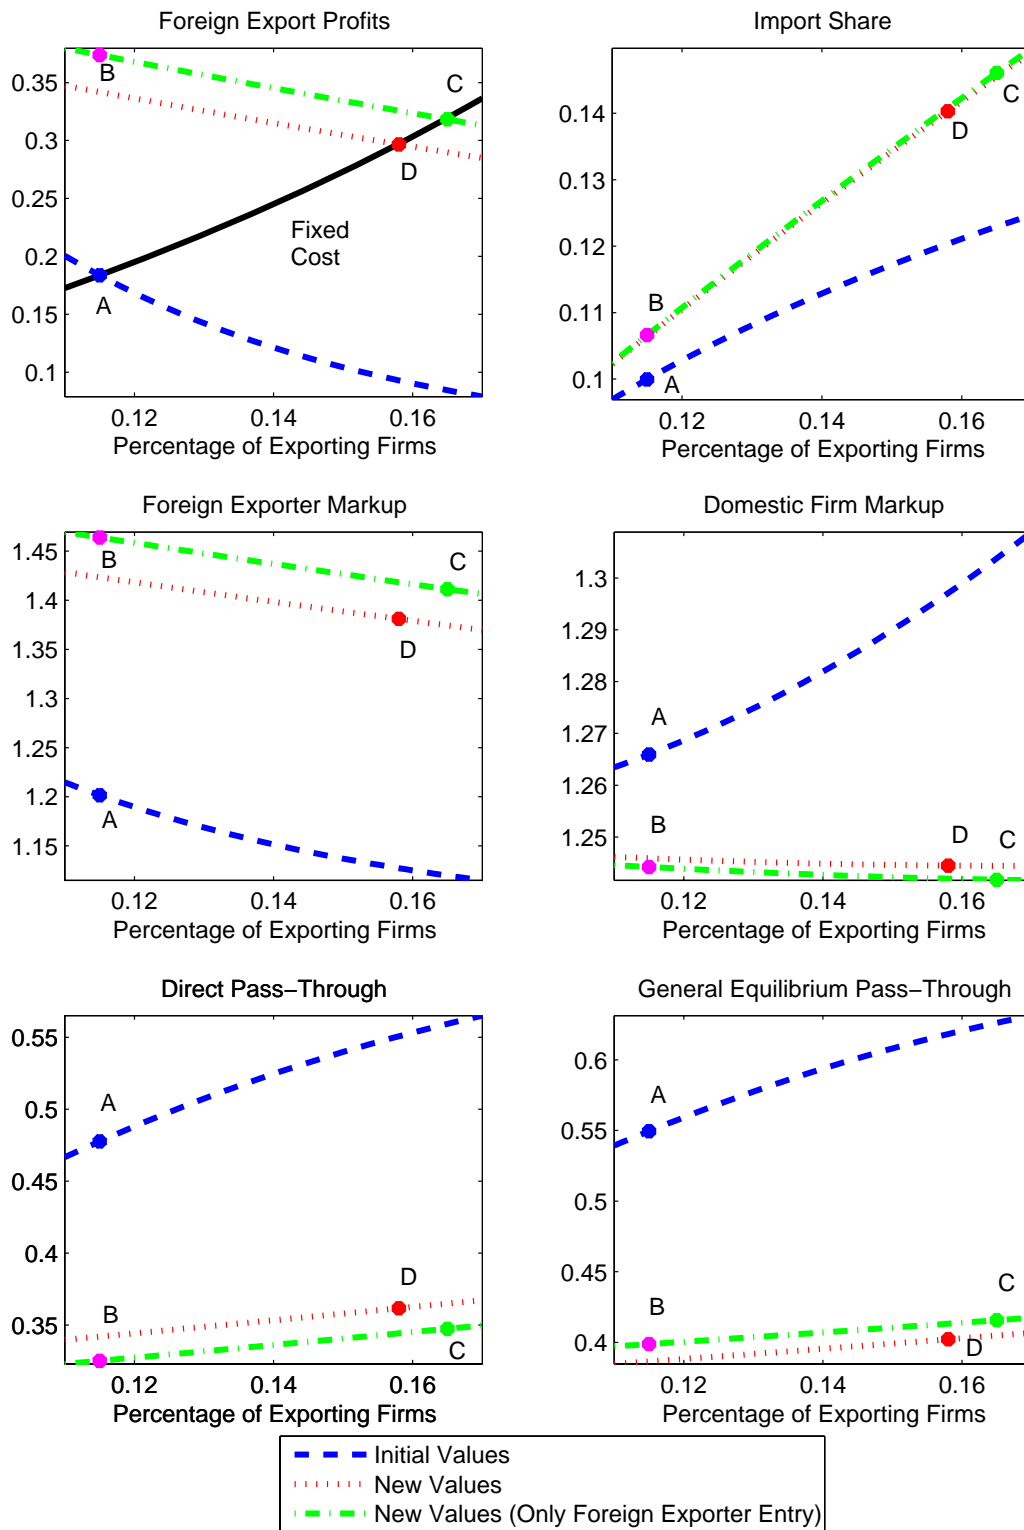 Foreign Export Profits
0.35
0.3
0.25
0.2
0.15
0.1
B
C
D
A
Fixed
Cost
0.12
0.14
0.16
Percentage of Exporting Firms
Import Share
0.14
0.13
0.12
0.11
0.1
C
D
B
A
0.12
0.14
0.16
Percentage of Exporting Firms
Foreign Exporter Markup
1.45
1.4
1.35
1.3
1.25
1.2
1.15
B
C
D
A
0.12
0.14
0.16
Percentage of Exporting Firms
Domestic Firm Markup
1.3
1.29
1.28
1.27
1.26
1.25
A
B
D
C
0.12
0.14
0.16
Percentage of Exporting Firms
Direct Pass−Through
0.55
0.5
0.45
0.4
0.35
A
B
D
C
0.12
0.14
0.16
Percentage of Exporting Firms
General Equilibrium Pass−Through
0.6
0.55
0.5
0.45
0.4
A
B
C
D
0.12
0.14
0.16
Percentage of Exporting Firms
Initial Values
New Values
New Values (Only Foreign Exporter Entry)